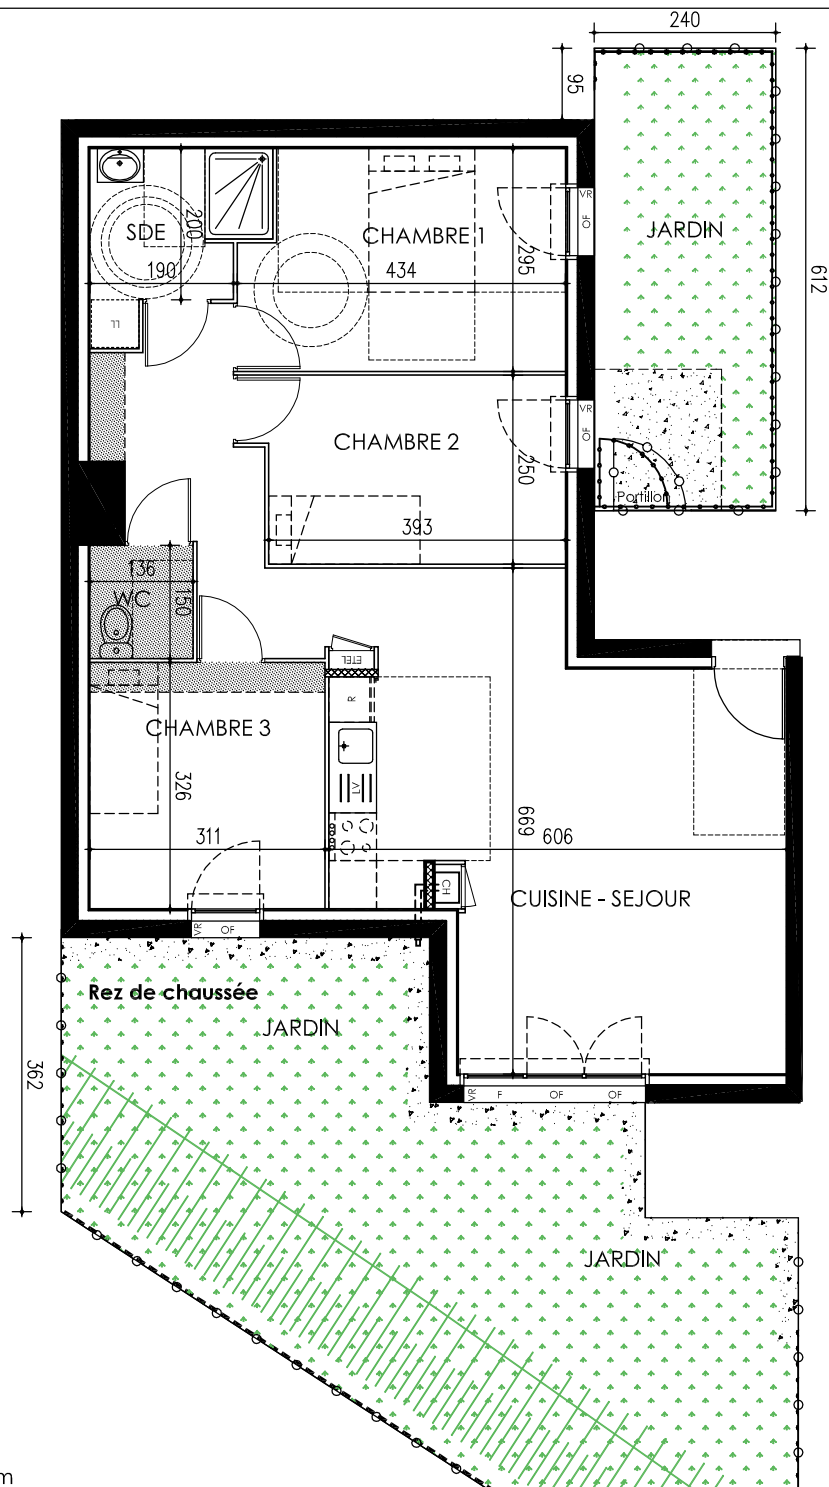 240
95
612
JARDIN
SDE
200
190
CHAMBRE 1
434
295
VR
OF
LL
CHAMBRE 2
250
393
VR
OF
Portillon
136
WC
150
ETEL
R
LV
CHAMBRE 3
326
311
669
606
CH
CUISINE - SEJOUR
VR
OF
Rez de chaussée
JARDIN
362
VR
F
OF
OF
JARDIN
m